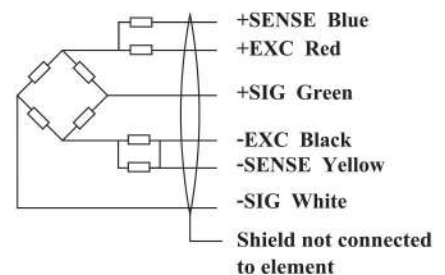 +SENSE Blue
+EXC Red
+SIG Green
-EXC Black
-SENSE Yellow
-SIG White
Shield not connected
to element